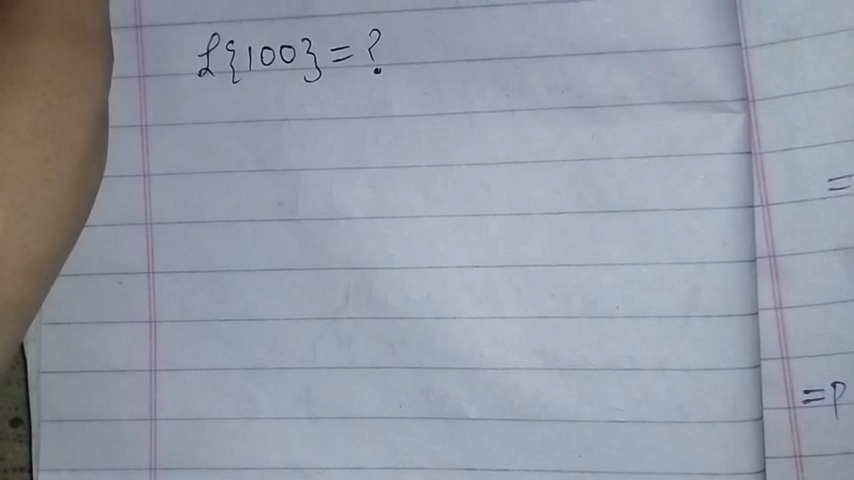 ℒ{100} = ?
=
= p